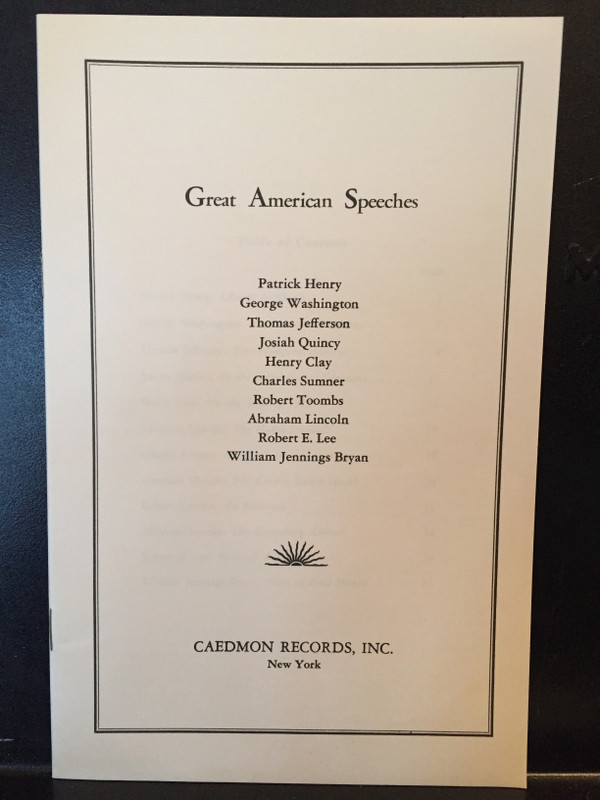 Great American Speeches
Patrick Henry
George Washington
Thomas Jefferson
Josiah Quincy
Henry Clay
Charles Sumner
Robert Toombs
Abraham Lincoln
Robert E. Lee
William Jennings Bryan
CAEDMON RECORDS, INC.
New York